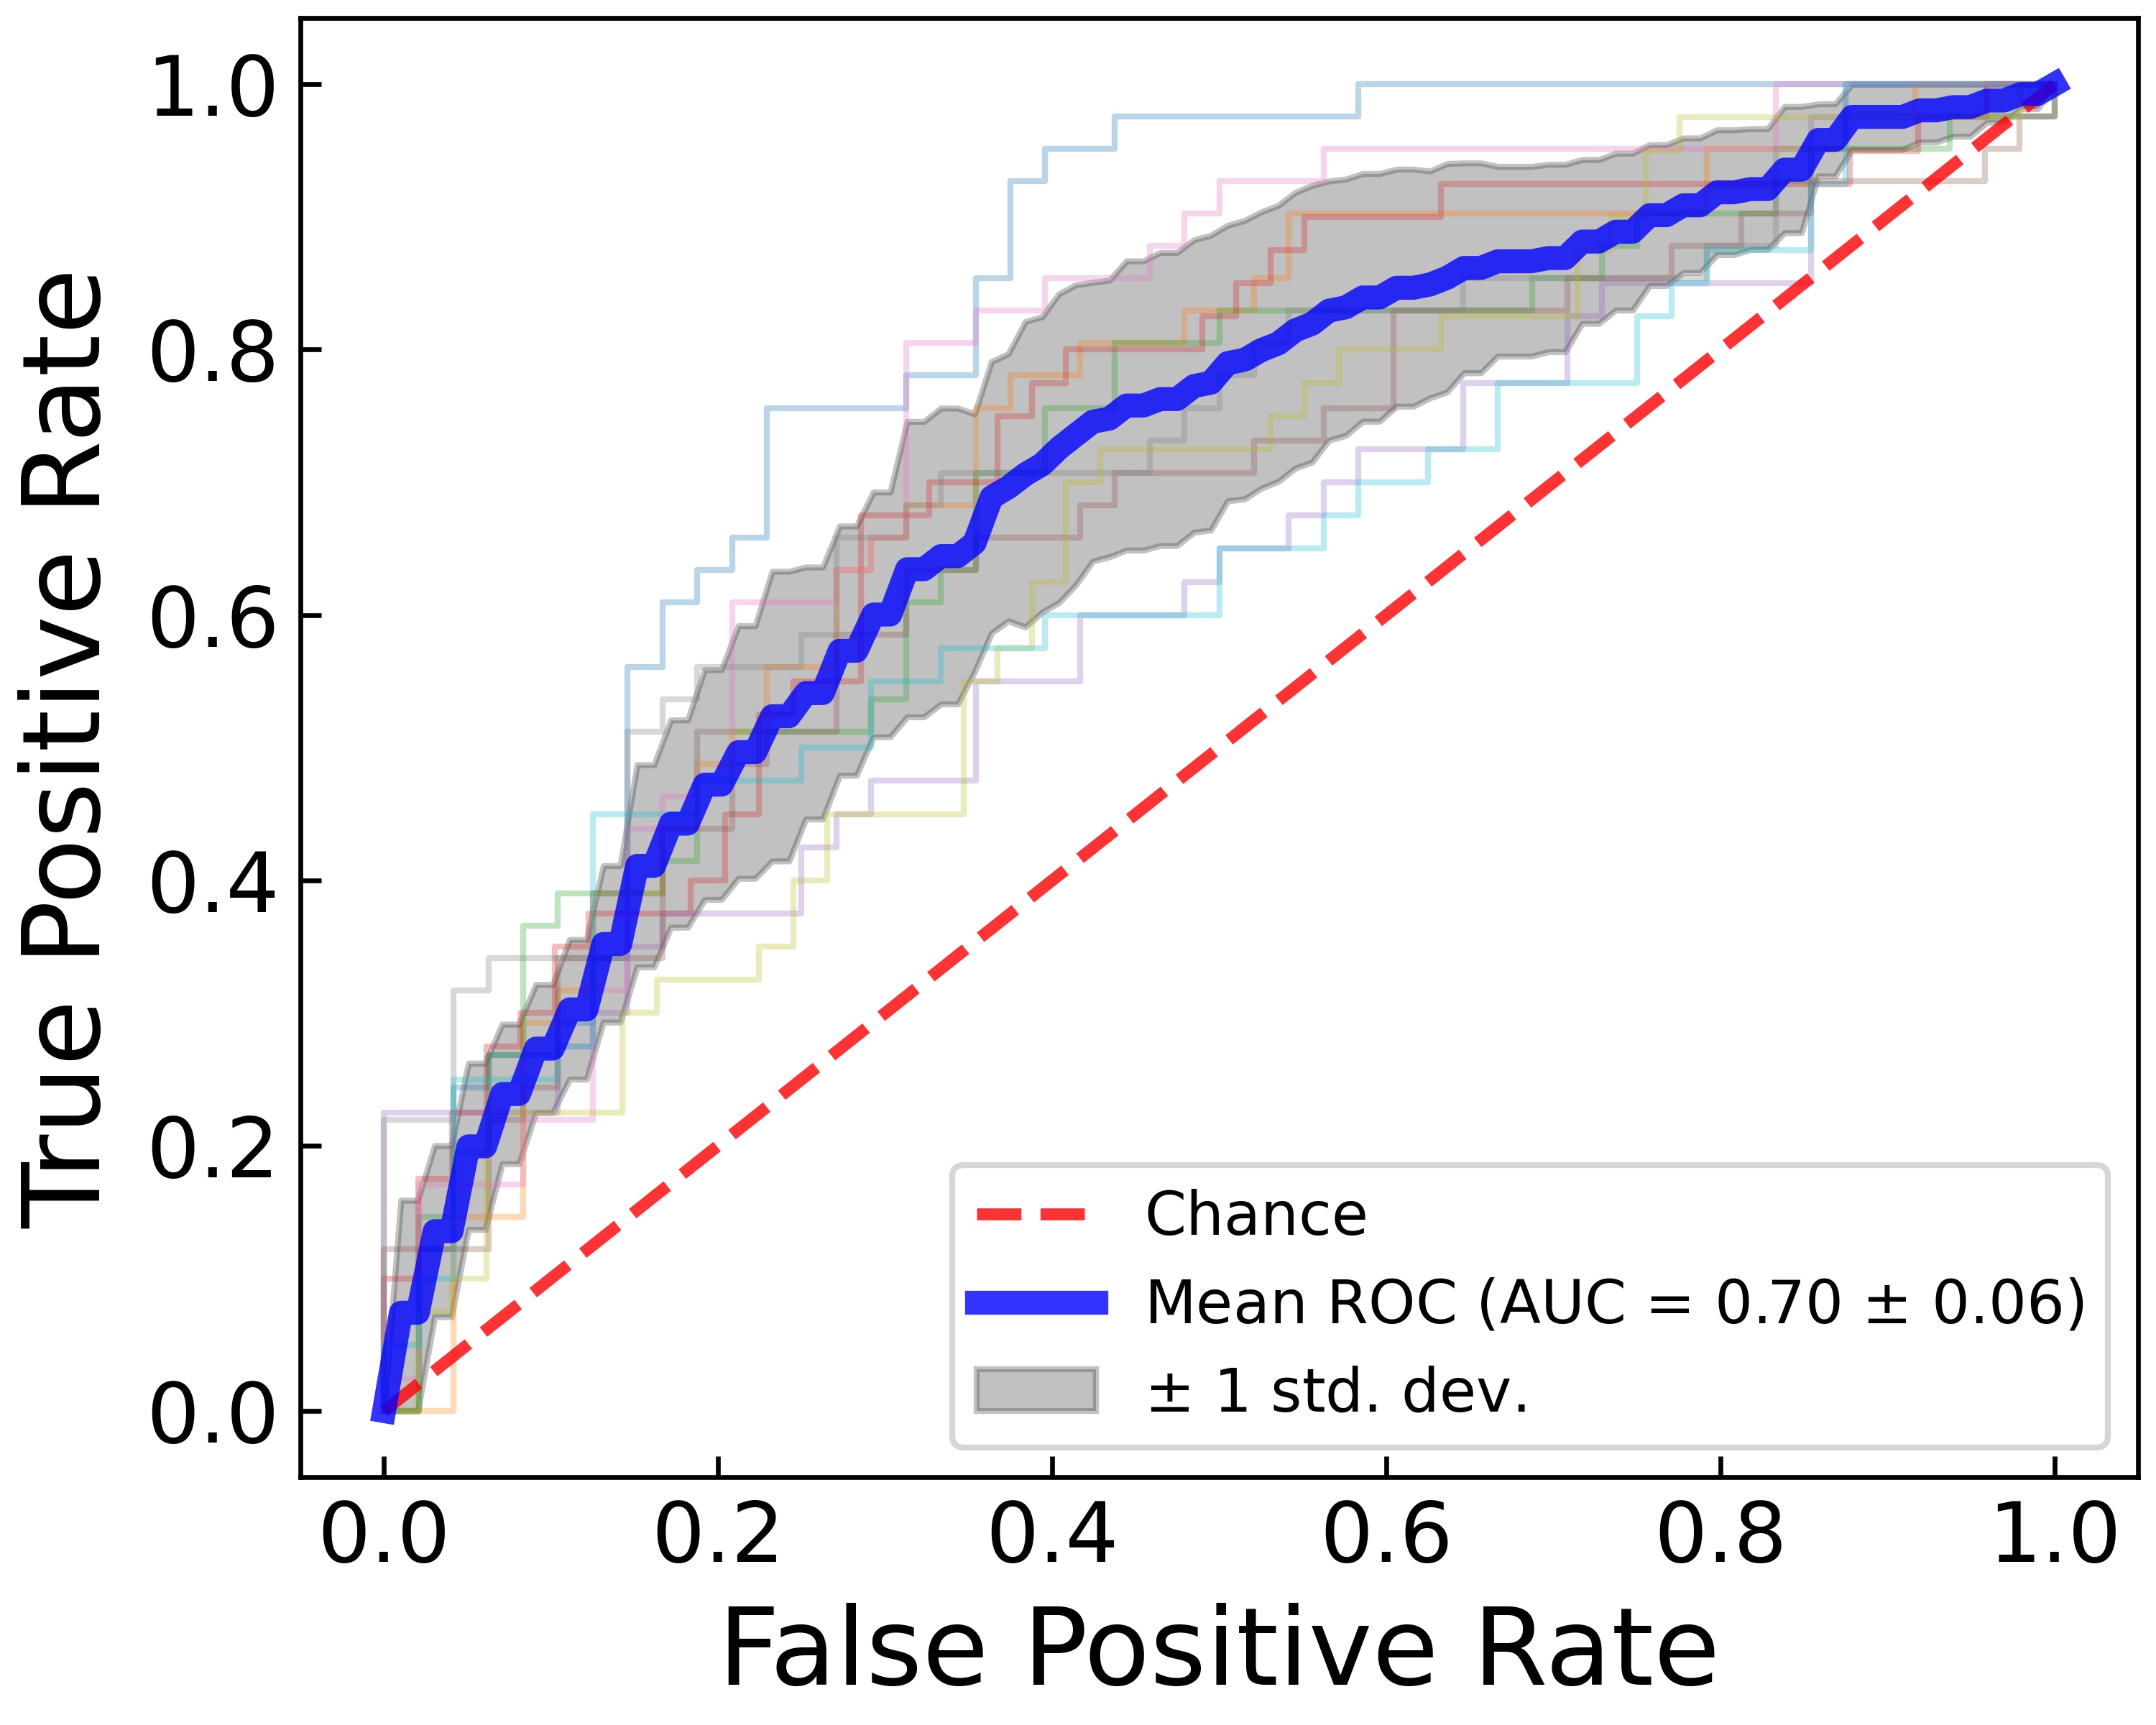 True Positive Rate
1.0
0.8
0.6
0.4
0.2
0.0
Chance
Mean ROC (AUC = 0.70 ± 0.06)
± 1 std. dev.
0.0 0.2 0.4 0.6 0.8 1.0
False Positive Rate